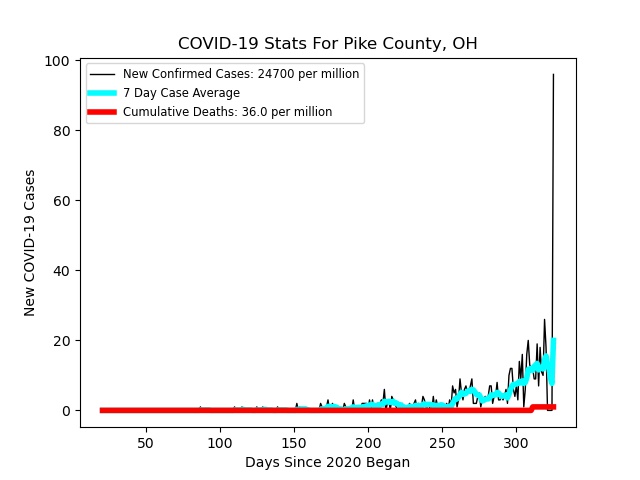 COVID-19 Stats For Pike County, OH
New Confirmed Cases: 24700 per million
7 Day Case Average
Cumulative Deaths: 36.0 per million
New COVID-19 Cases
100
80
60
40
20
0
50 100 150 200 250 300
Days Since 2020 Began